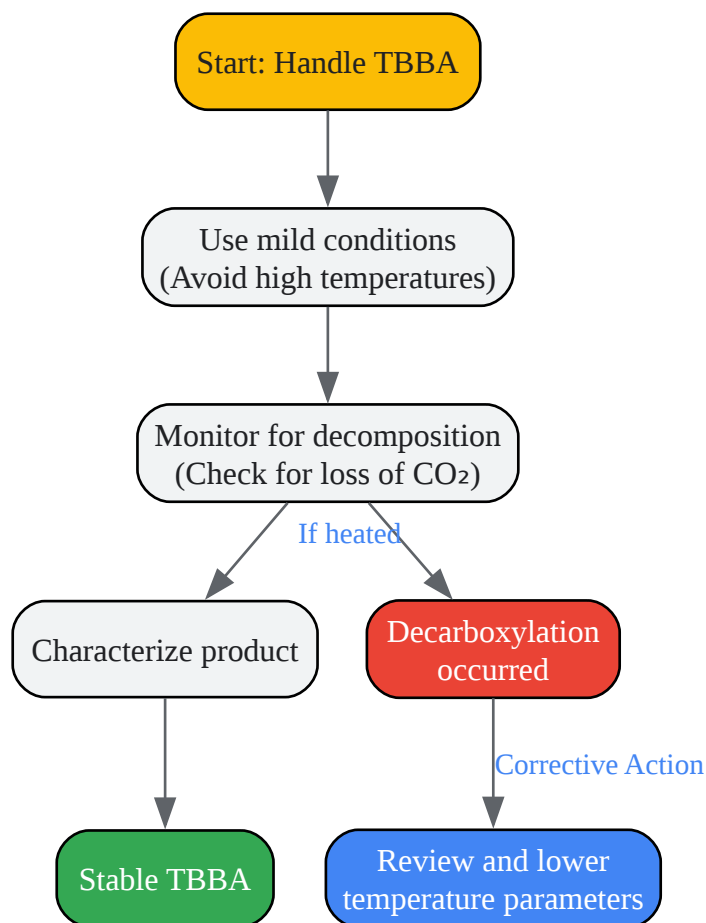 Start: Handle TBBA
Use mild conditions
(Avoid high temperatures)
Monitor for decomposition
(Check for loss of CO₂)
If heated
Characterize product
Decarboxylation
occurred
Corrective Action
Stable TBBA
Review and lower
temperature parameters